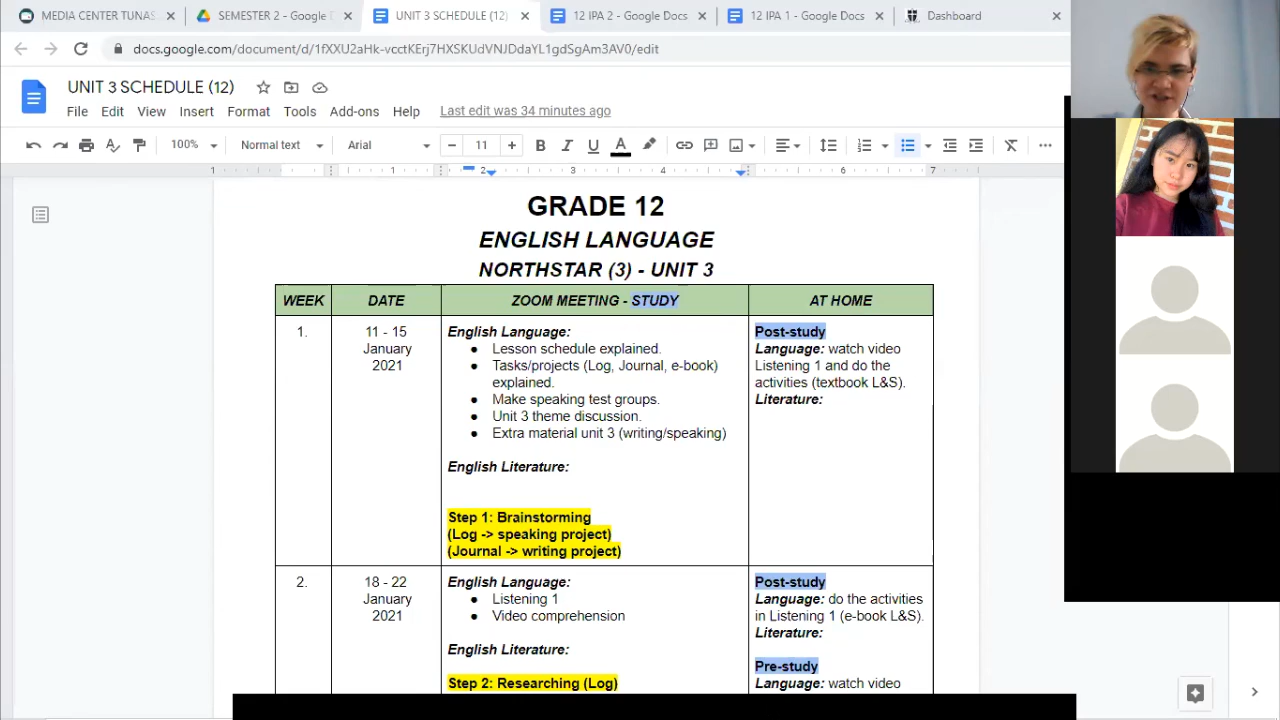 MEDIA CENTER TUNAS
SEMESTER 2 - Google
UNIT 3 SCHEDULE (12)
12 IPA 2 - Google Docs
12 IPA 1 - Google Docs
Dashboard
docs.google.com/document/d/1fXXU2aHk-vcctKErj7HXSKUdVNJDdaYL1gdSgAm3AV0/edit
UNIT 3 SCHEDULE (12)
File Edit View Insert Format Tools Add-ons Help Last edit was 34 minutes ago
100% Normal text Arial 11 B I U A
1 1 2 3 4 6 7
GRADE 12
ENGLISH LANGUAGE
NORTHSTAR (3) - UNIT 3
WEEK DATE ZOOM MEETING - STUDY AT HOME
1.
11 - 15
January
2021
English Language:
● Lesson schedule explained.
● Tasks/projects (Log, Journal, e-book)
explained.
● Make speaking test groups.
● Unit 3 theme discussion.
● Extra material unit 3 (writing/speaking)
English Literature:
Step 1: Brainstorming
(Log -> speaking project)
(Journal -> writing project)
Post-study
Language: watch video
Listening 1 and do the
activities (textbook L&S).
Literature:
2.
18 - 22
January
2021
English Language:
● Listening 1
● Video comprehension
English Literature:
Step 2: Researching (Log)
Post-study
Language: do the activities
in Listening 1 (e-book L&S).
Literature:
Pre-study
Language: watch video